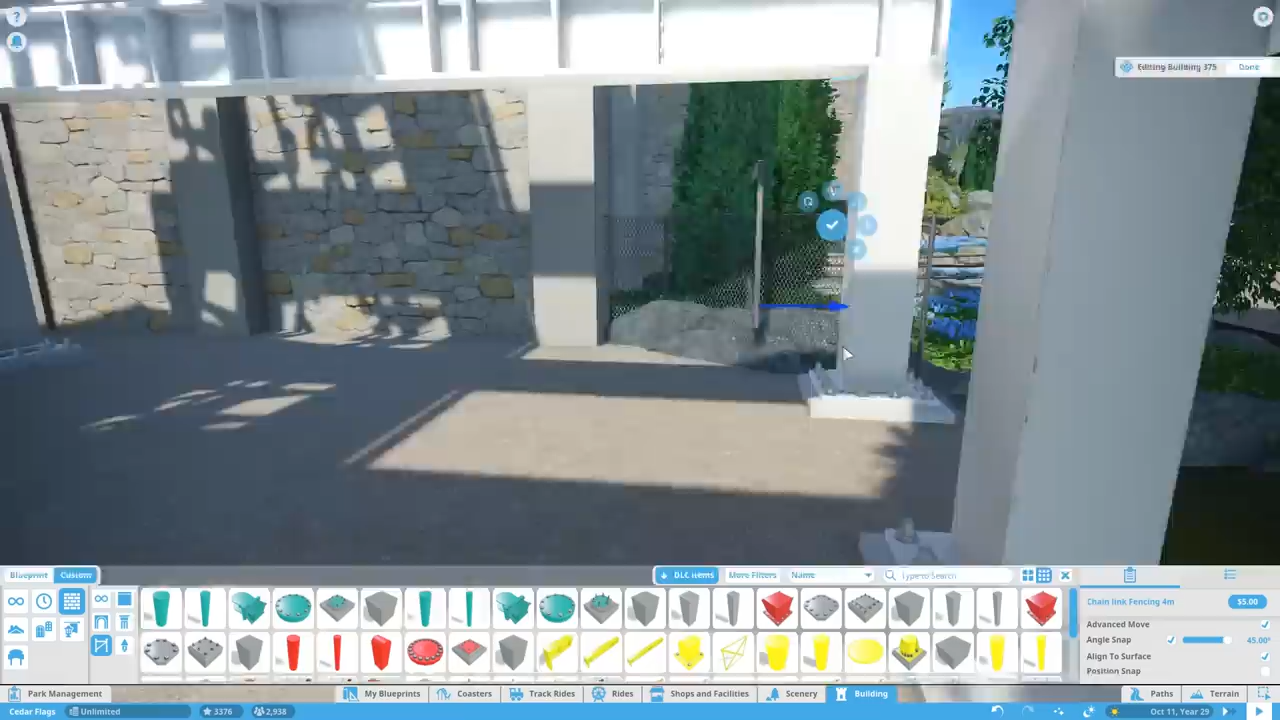 Editing Building 375 Done
Blueprint Custom
DLC Items More Filters Name Type to Search
Chain link Fencing 4m $5.00
Advanced Move
Angle Snap 45.00°
Align To Surface
Position Snap
Park Management My Blueprints Coasters Track Rides Rides Shops and Facilities Scenery Building Paths Terrain
Cedar Flags Unlimited 3376 2,938 Oct 11, Year 29